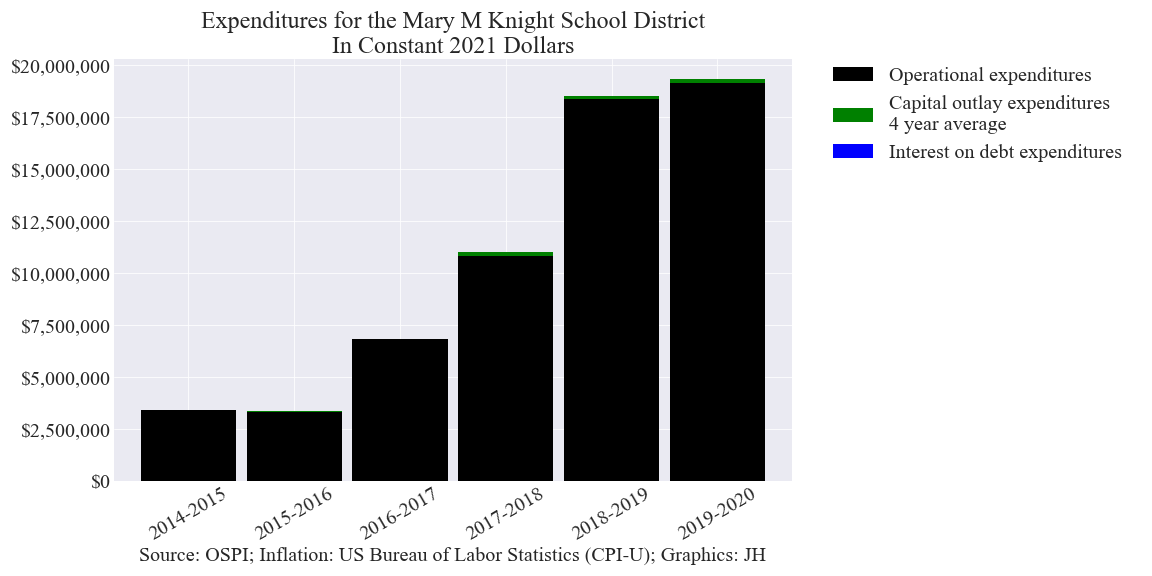 Expenditures for the Mary M Knight School District
In Constant 2021 Dollars
$20,000,000
$17,500,000
$15,000,000
$12,500,000
$10,000,000
$7,500,000
$5,000,000
$2,500,000
$0
2014-2015
2015-2016
2016-2017
2017-2018
2018-2019
2019-2020
Source: OSPI; Inflation: US Bureau of Labor Statistics (CPI-U); Graphics: JH
Operational expenditures
Capital outlay expenditures
4 year average
Interest on debt expenditures